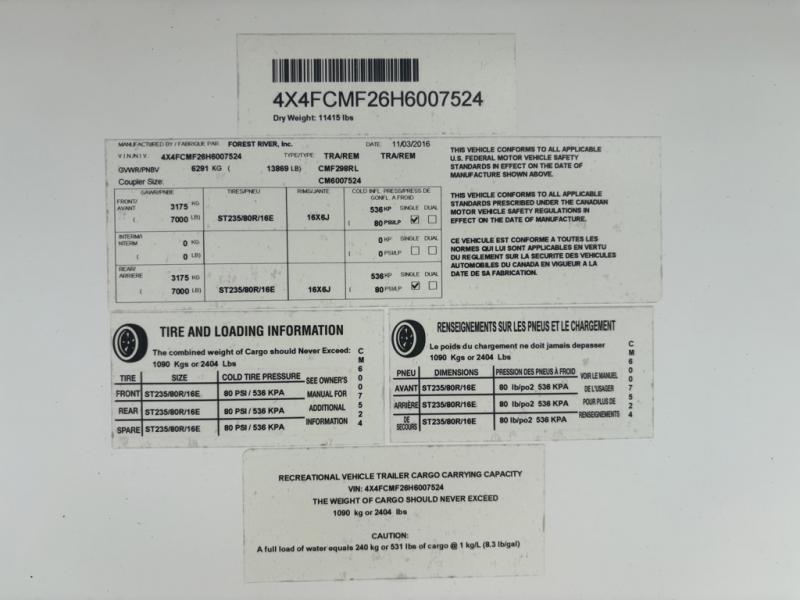 4X4FCMF26H6007524
Dry Weight: 11415 lbs
MANUFACTURED BY / FABRIQUE PAR: FOREST RIVER, Inc. DATE 11/03/2016
V.I.N./N.I.V. 4X4FCMF26H6007524 TYPE/TYPE TRA/REM TRA/REM
GVWR/PNBV 6291 KG ( 13869 LB) CMF298RL
Coupler Size: CM6007524
GAWR/PNBE TIRES/PNEU RIMS/JANTE COLD INFL. PRESS/PRESS DE GONFL. A FROID
FRONT/ AVANT 3175 KG 536 KP SINGLE DUAL
( 7000 LB) ST235/80R/16E 16X6J ( 80 PSI/LP
INTERMA NTERM 0 KG 0 KP SINGLE DUAL
( 0 LB) ( 0 PSI/LP
REAR/ ARRIERE 3175 KG 536 KP SINGLE DUAL
( 7000 LB) ST235/80R/16E 16X6J ( 80 PSI/LP
THIS VEHICLE CONFORMS TO ALL APPLICABLE
U.S. FEDERAL MOTOR VEHICLE SAFETY
STANDARDS IN EFFECT ON THE DATE OF
MANUFACTURE SHOWN ABOVE.
THIS VEHICLE CONFORMS TO ALL APPLICABLE
STANDARDS PRESCRIBED UNDER THE CANADIAN
MOTOR VEHICLE SAFETY REGULATIONS IN
EFFECT ON THE DATE OF MANUFACTURE.
CE VEHICULE EST CONFORME A TOUTES LES
NORMES QUI LUI SONT APPLICABLES EN VERTU
DU REGLEMENT SUR LA SECURITE DES VEHICULES
AUTOMOBILES DU CANADA EN VIGUEUR A LA
DATE DE SA FABRICATION.
TIRE AND LOADING INFORMATION
The combined weight of Cargo should Never Exceed:
1090 Kgs or 2404 Lbs
TIRE SIZE COLD TIRE PRESSURE
FRONT ST235/80R/16E 80 PSI / 536 KPA
REAR ST235/80R/16E 80 PSI / 536 KPA
SPARE ST235/80R/16E 80 PSI / 536 KPA
SEE OWNER'S
MANUAL FOR
ADDITIONAL
INFORMATION
CM6007524
RENSEIGNEMENTS SUR LES PNEUS ET LE CHARGEMENT
Le poids du chargement ne doit jamais depasser
1090 Kgs or 2404 Lbs
PNEU DIMENSIONS PRESSION DES PNEUS À FROID
AVANT ST235/80R/16E 80 lb/po2 536 KPA
ARRIÈRE ST235/80R/16E 80 lb/po2 536 KPA
DE SECOURS ST235/80R/16E 80 lb/po2 536 KPA
VOIR LE MANUEL
DE L'USAGER
POUR PLUS DE
RENSEIGNEMENTS
CM6007524
RECREATIONAL VEHICLE TRAILER CARGO CARRYING CAPACITY
VIN: 4X4FCMF26H6007524
THE WEIGHT OF CARGO SHOULD NEVER EXCEED
1090 kg or 2404 lbs
CAUTION:
A full load of water equals 240 kg or 531 lbs of cargo @ 1 kg/L (8.3 lb/gal)